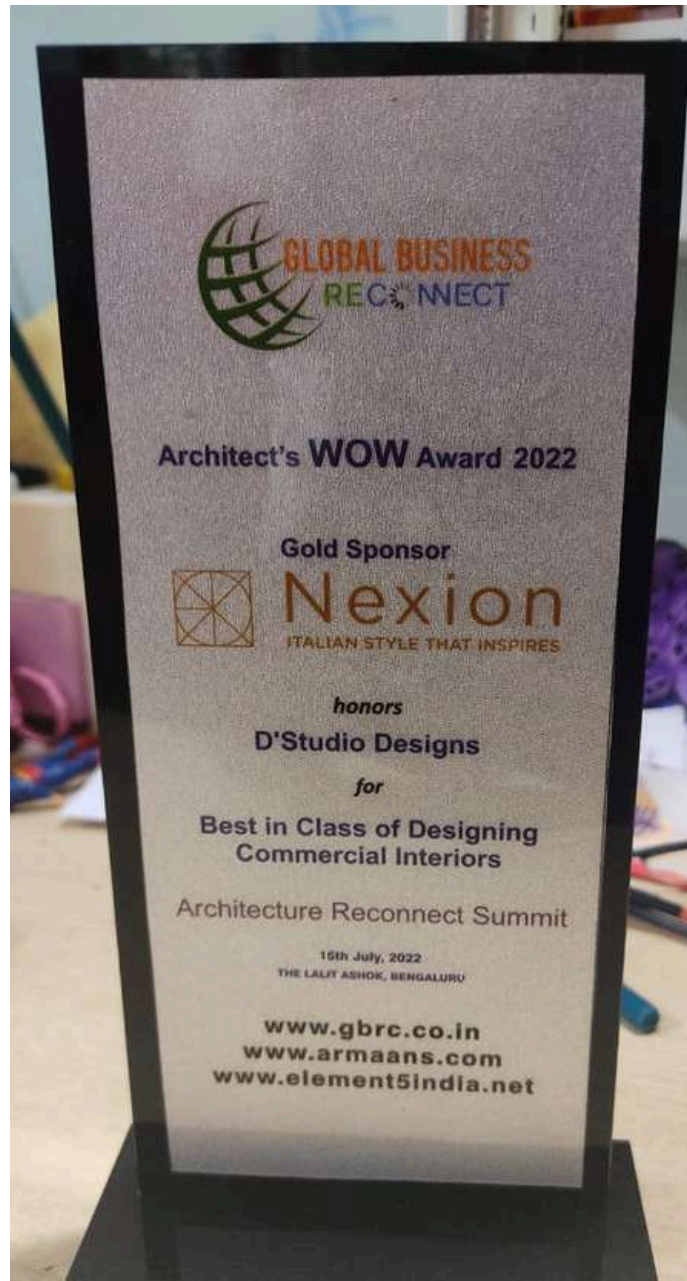 GLOBAL BUSINESS
RECONNECT
Architect's WOW Award 2022
Gold Sponsor
Nexion
ITALIAN STYLE THAT INSPIRES
honors
D'Studio Designs
for
Best in Class of Designing
Commercial Interiors
Architecture Reconnect Summit
15th July, 2022
THE LALIT ASHOK, BENGALURU
www.gbrc.co.in
www.armaans.com
www.element5india.net